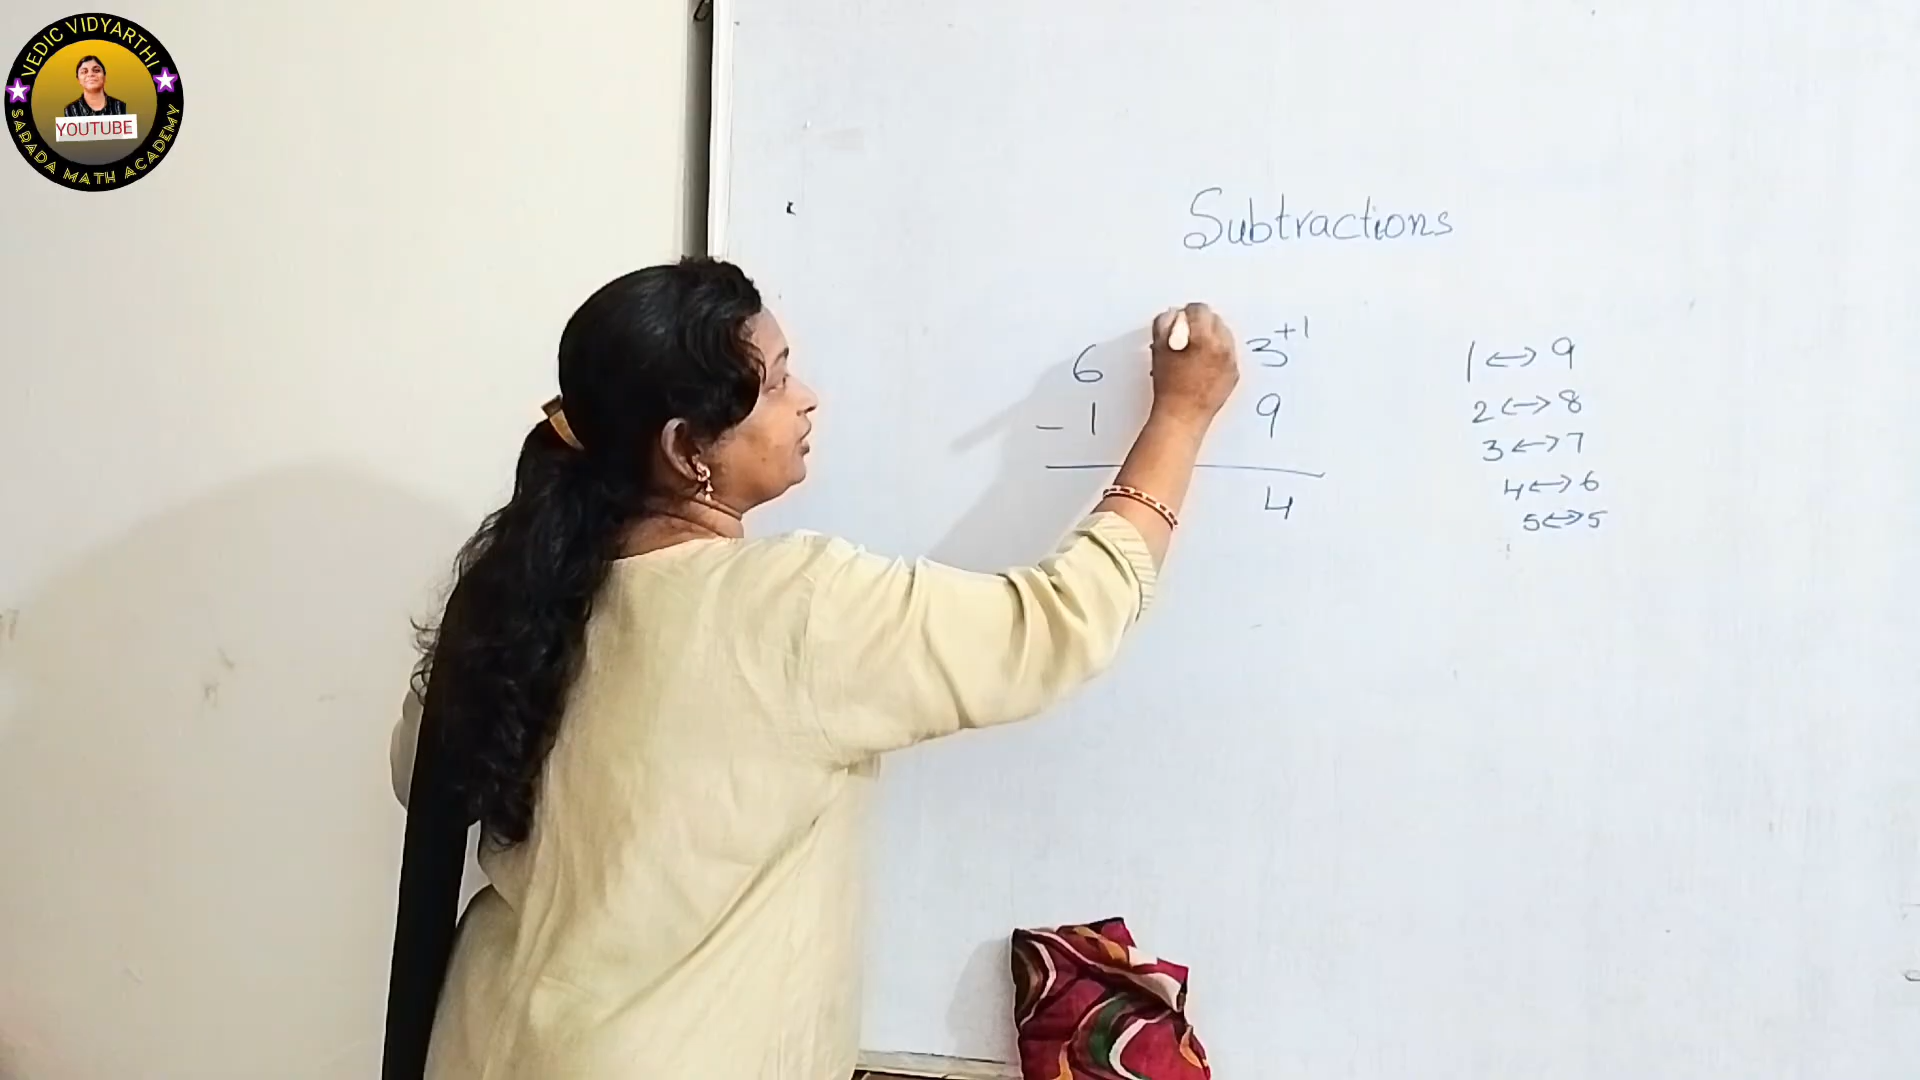 VEDIC VIDYARTHI
YOUTUBE
SARADA MATH ACADEMY
Subtractions
6 3+1
- 1 9
4
1 ↔ 9
2 ↔ 8
3 ↔ 7
4 ↔ 6
5 ↔ 5